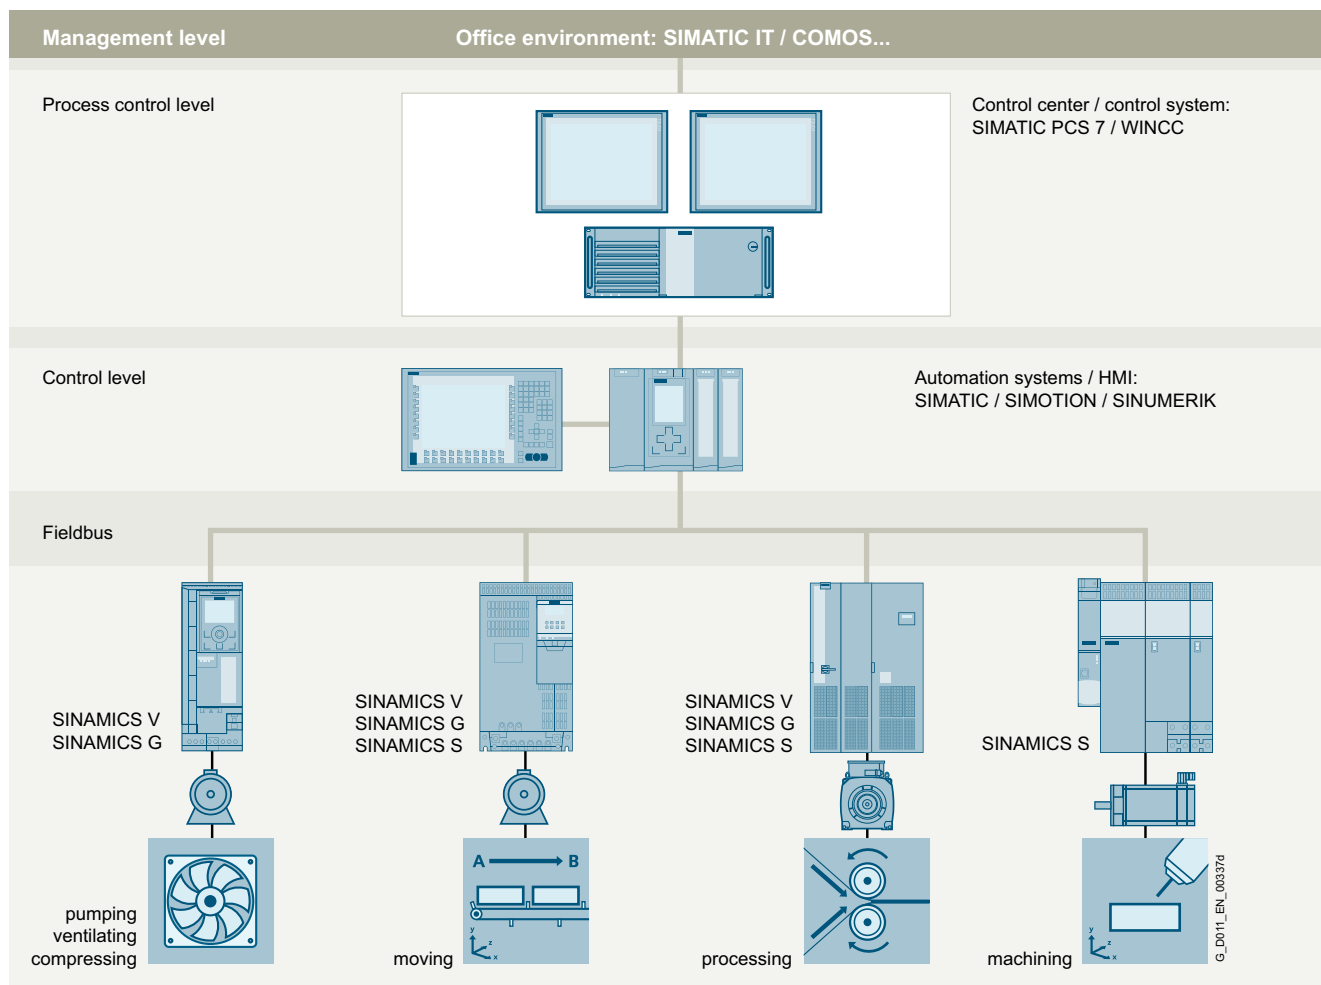 Management level
Office environment: SIMATIC IT / COMOS...
Process control level
Control center / control system:
SIMATIC PCS 7 / WINCC
Control level
Automation systems / HMI:
SIMATIC / SIMOTION / SINUMERIK
Fieldbus
SINAMICS V
SINAMICS G
SINAMICS V
SINAMICS G
SINAMICS S
SINAMICS V
SINAMICS G
SINAMICS S
SINAMICS S
pumping
ventilating
compressing
A B
y
z
x
moving
processing
y
z
x
machining
G_D011_EN_00337d